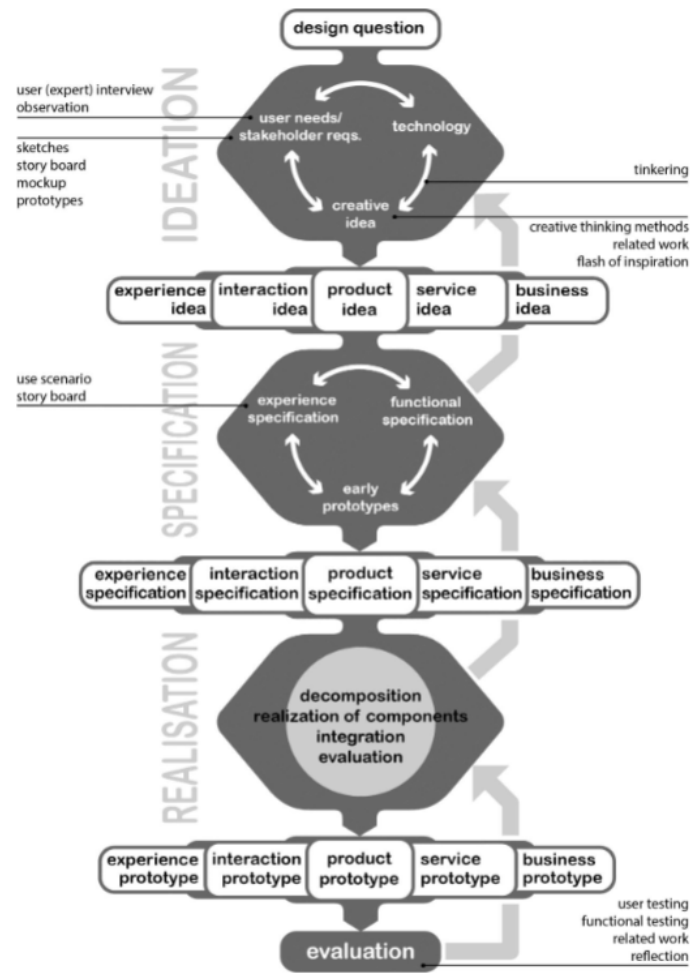 design question
IDEATION
user (expert) interview
observation
sketches
story board
mockup
prototypes
user needs/
stakeholder reqs.
technology
creative
idea
tinkering
creative thinking methods
related work
flash of inspiration
experience
idea
interaction
idea
product
idea
service
idea
business
idea
SPECIFICATION
use scenario
story board
experience
specification
functional
specification
early
prototypes
experience
specification
interaction
specification
product
specification
service
specification
business
specification
REALISATION
decomposition
realization of components
integration
evaluation
experience
prototype
interaction
prototype
product
prototype
service
prototype
business
prototype
evaluation
user testing
functional testing
related work
reflection